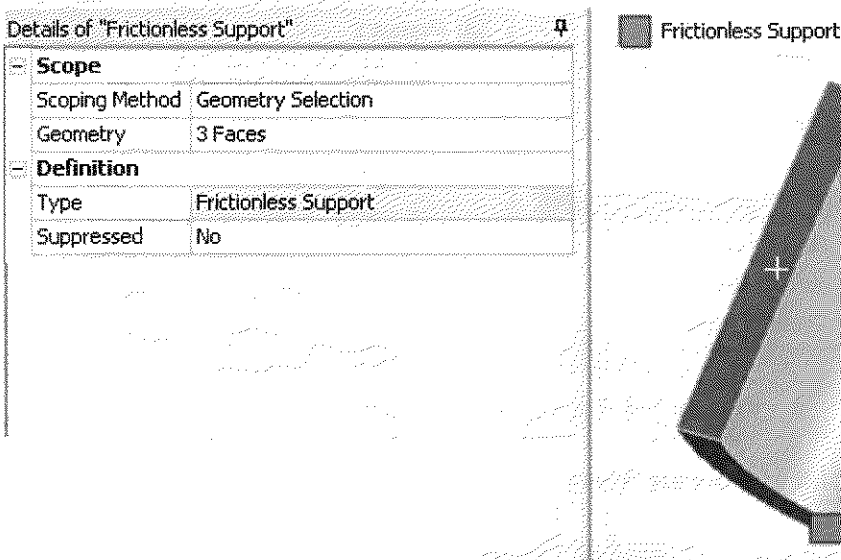 Details of "Frictionless Support"
Frictionless Support
Scope
Scoping Method Geometry Selection
Geometry 3 Faces
Definition
Type Frictionless Support
Suppressed No